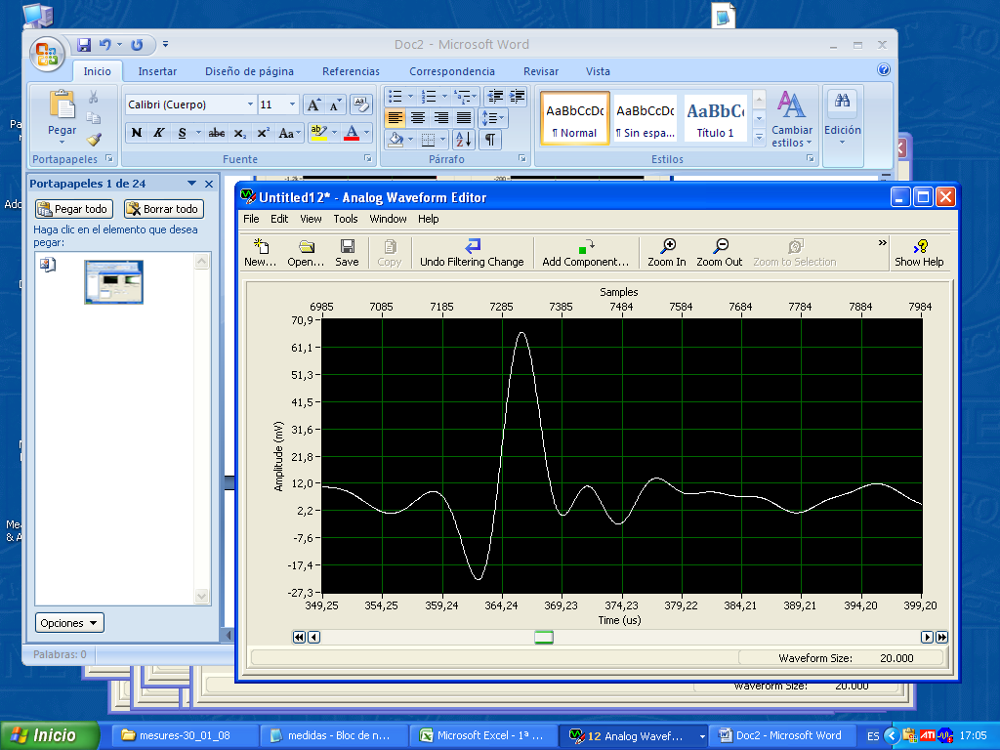 Doc2 - Microsoft Word
Inicio Insertar Diseño de página Referencias Correspondencia Revisar Vista
Pegar
Calibri (Cuerpo) 11
N K S abc x₂ x² Aa
AaBbCcDc AaBbCcDc AaBbC
¶ Normal ¶ Sin espa... Título 1
Cambiar estilos
Edición
Portapapeles Fuente Párrafo Estilos
Portapapeles 1 de 24
Pegar todo Borrar todo
Haga clic en el elemento que desea
pegar:
Opciones
Palabras: 0
Untitled12* - Analog Waveform Editor
File Edit View Tools Window Help
New... Open... Save Copy Undo Filtering Change Add Component... Zoom In Zoom Out Zoom to Selection » Show Help
Samples
6985 7085 7185 7285 7385 7484 7584 7684 7784 7884 7984
Amplitude (mV)
70,9
61,1
51,3
41,5
31,6
21,8
12,0
2,2
-7,6
-17,4
-27,3
349,25 354,25 359,24 364,24 369,23 374,23 379,22 384,21 389,21 394,20 399,20
Time (us)
Waveform Size: 20.000
Waveform Size: 20.000
Inicio
mesures-30_01_08
medidas - Bloc de n...
Microsoft Excel - 1ª ...
12 Analog Wavef...
Doc2 - Microsoft Word
ES
ATI
17:05